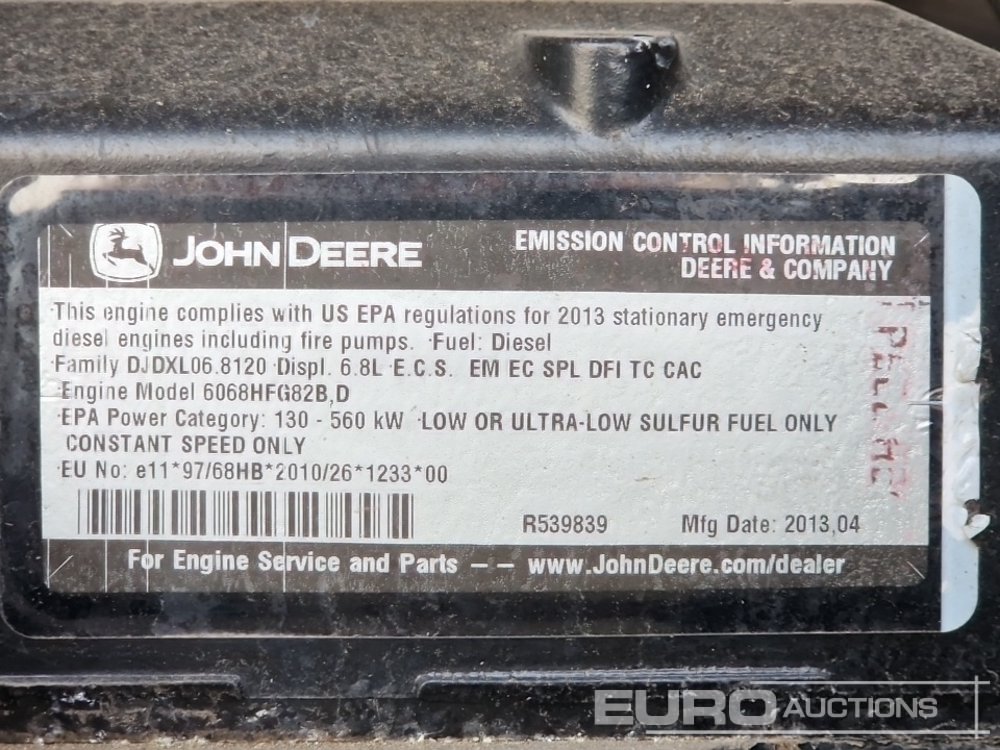 JOHN DEERE
EMISSION CONTROL INFORMATION
DEERE & COMPANY
This engine complies with US EPA regulations for 2013 stationary emergency
diesel engines including fire pumps. Fuel: Diesel
Family DJDXL06.8120 Displ. 6.8L E.C.S. EM EC SPL DFI TC CAC
Engine Model 6068HFG82B,D
EPA Power Category: 130 - 560 kW LOW OR ULTRA-LOW SULFUR FUEL ONLY
CONSTANT SPEED ONLY
EU No: e11*97/68HB*2010/26*1233*00
R539839 Mfg Date: 2013,04
For Engine Service and Parts – – www.JohnDeere.com/dealer
EURO AUCTIONS